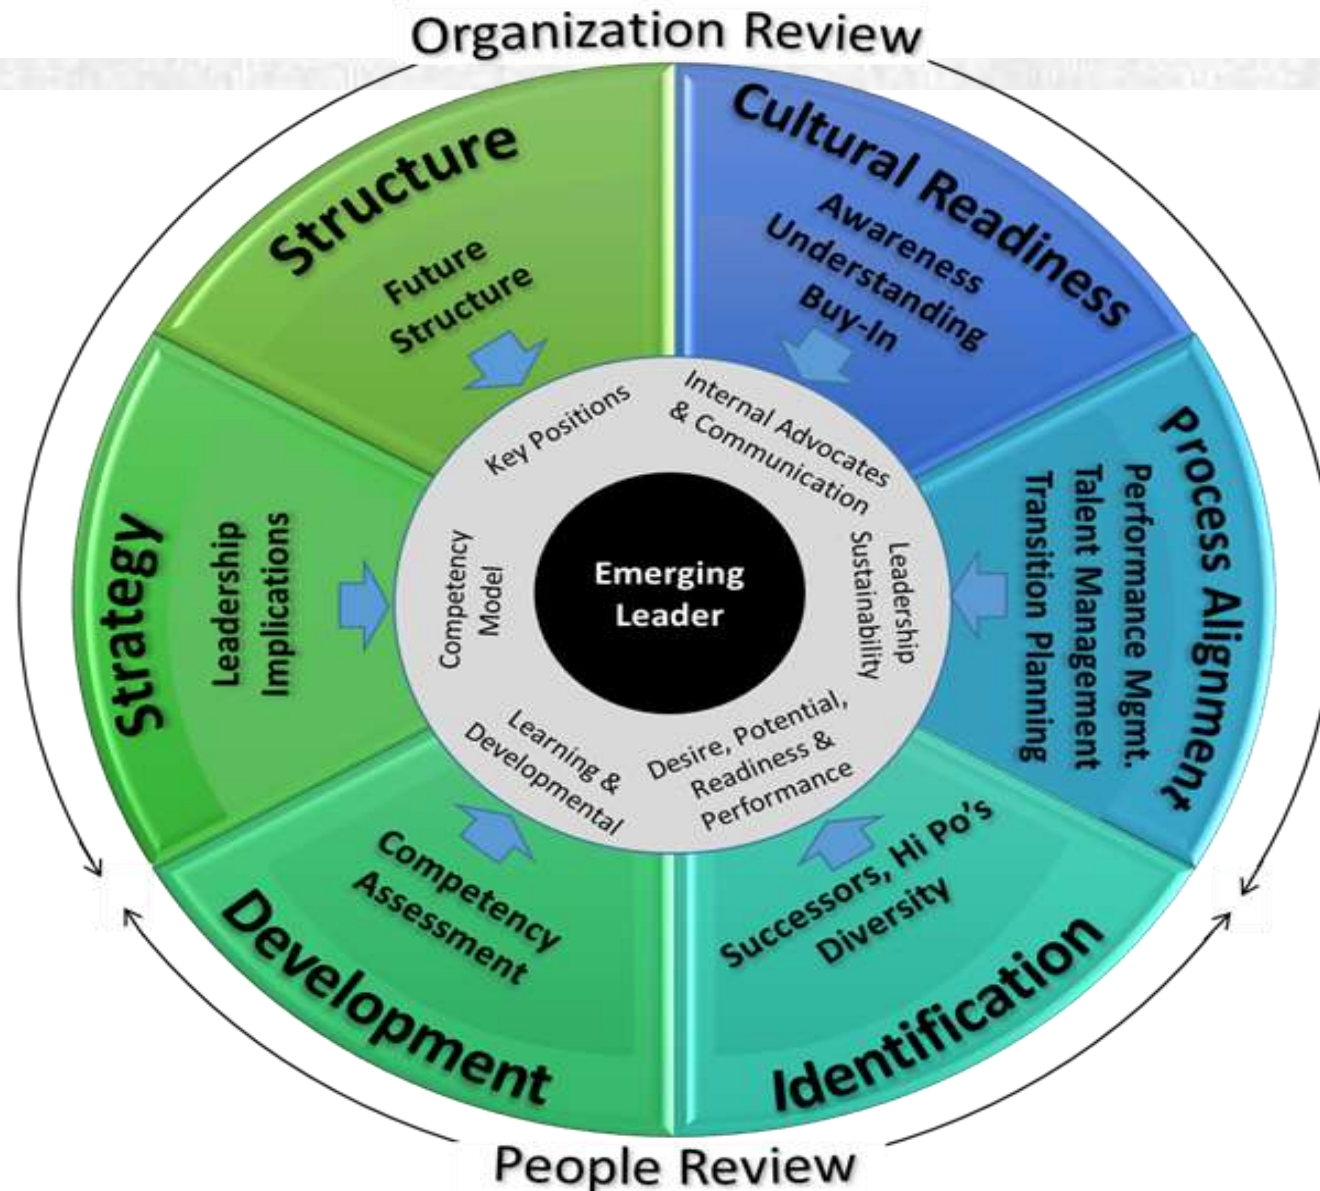 Organization Review
Structure
Future
Structure
Cultural Readiness
Awareness
Understanding
Buy-In
Process Alignment
Performance Mgmt.
Talent Management
Transition Planning
Identification
Successors, Hi Po's
Diversity
Development
Competency
Assessment
Strategy
Leadership
Implications
Key Positions
Internal Advocates
& Communication
Leadership
Sustainability
Desire, Potential,
Readiness &
Performance
Learning &
Developmental
Competency
Model
Emerging
Leader
People Review